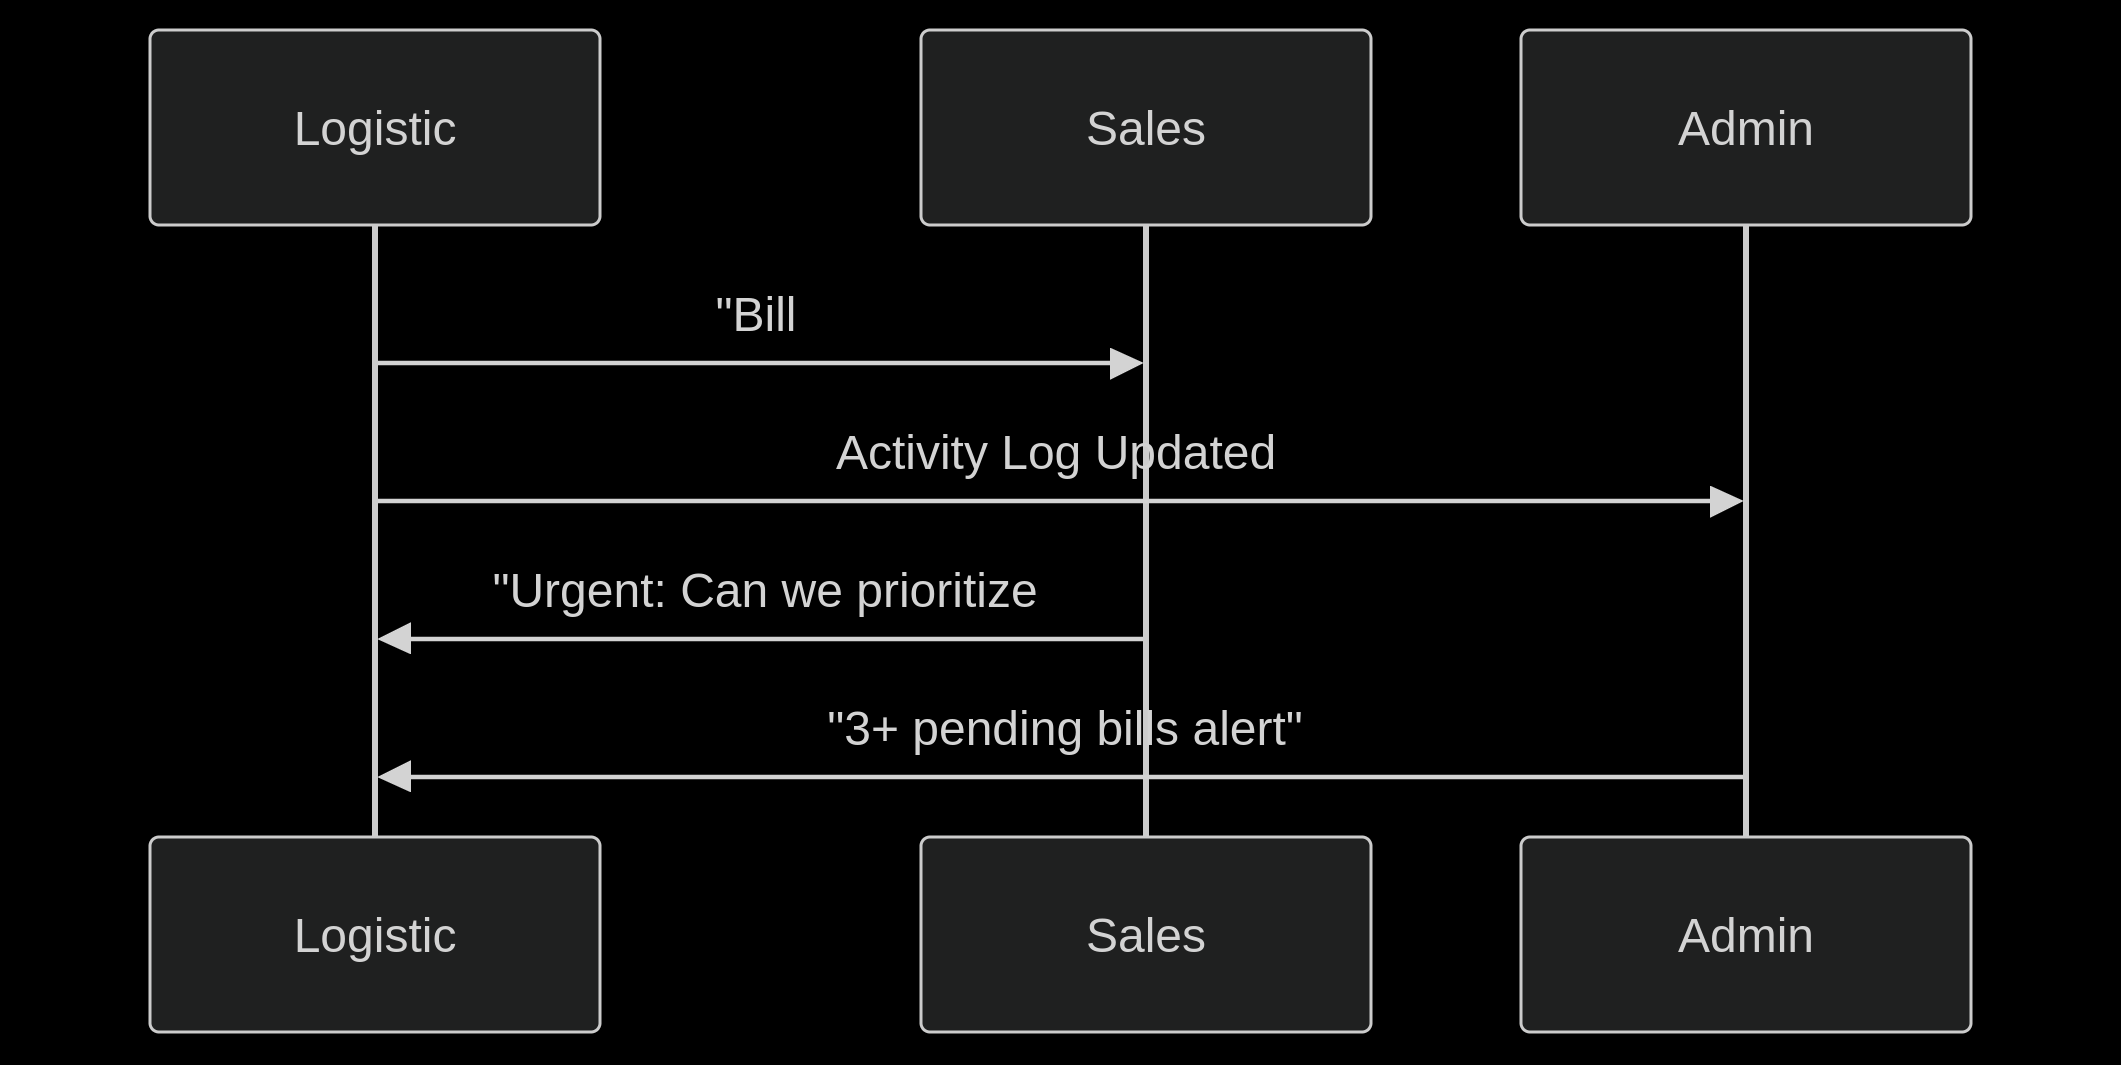 Logistic
Sales
Admin
"Bill
Activity Log Updated
"Urgent: Can we prioritize
"3+ pending bills alert"
Logistic
Sales
Admin